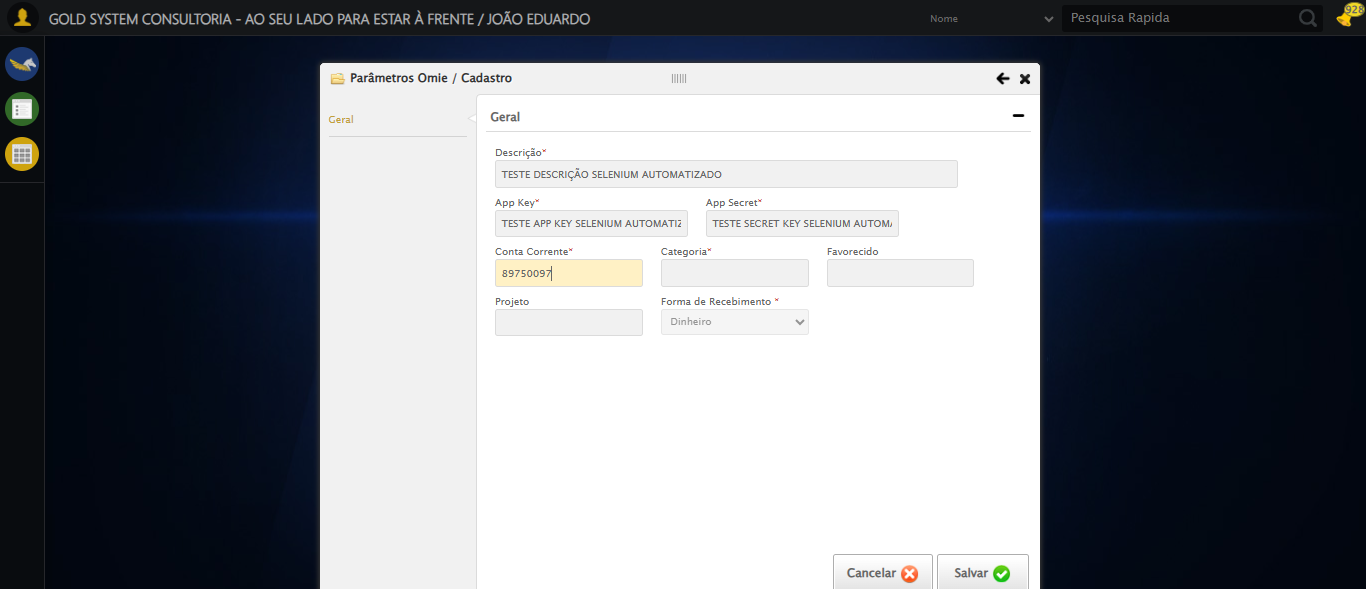 GOLD SYSTEM CONSULTORIA - AO SEU LADO PARA ESTAR À FRENTE / JOÃO EDUARDO
Nome
Pesquisa Rapida
928
Parâmetros Omie / Cadastro
Geral
Geral
Descrição*
TESTE DESCRIÇÃO SELENIUM AUTOMATIZADO
App Key* App Secret*
TESTE APP KEY SELENIUM AUTOMATIZ TESTE SECRET KEY SELENIUM AUTOMA
Conta Corrente* Categoria* Favorecido
89750097
Projeto Forma de Recebimento *
Dinheiro
Cancelar Salvar